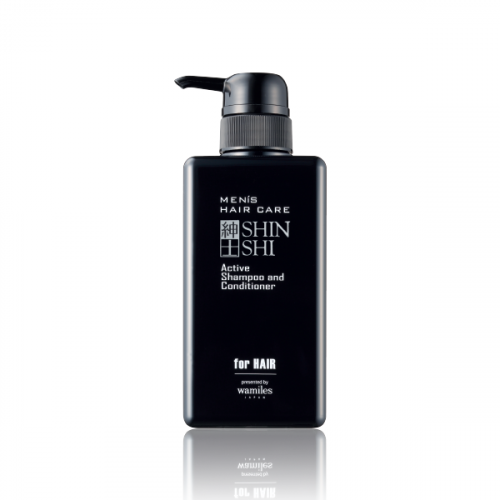 MENíS
HAIR CARE
紳士
SHIN
SHI
Active
Shampoo and
Conditioner
for HAIR
presented by
wamiles
JAPAN